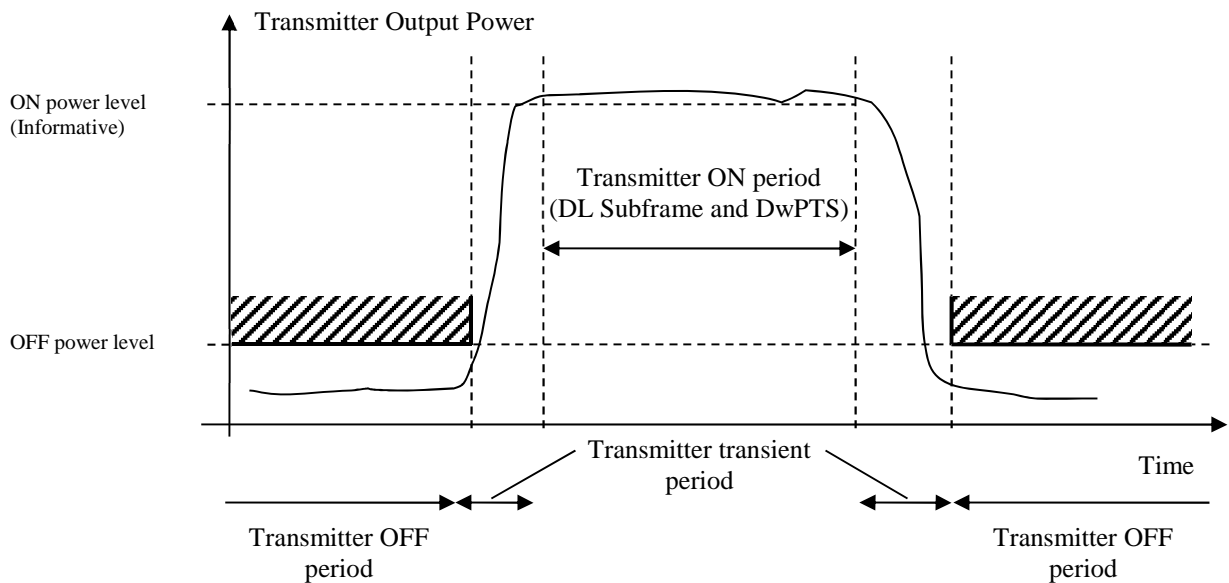 Transmitter Output Power
ON power level
(Informative)
Transmitter ON period
(DL Subframe and DwPTS)
OFF power level
Transmitter transient
period
Time
Transmitter OFF
period
Transmitter OFF
period